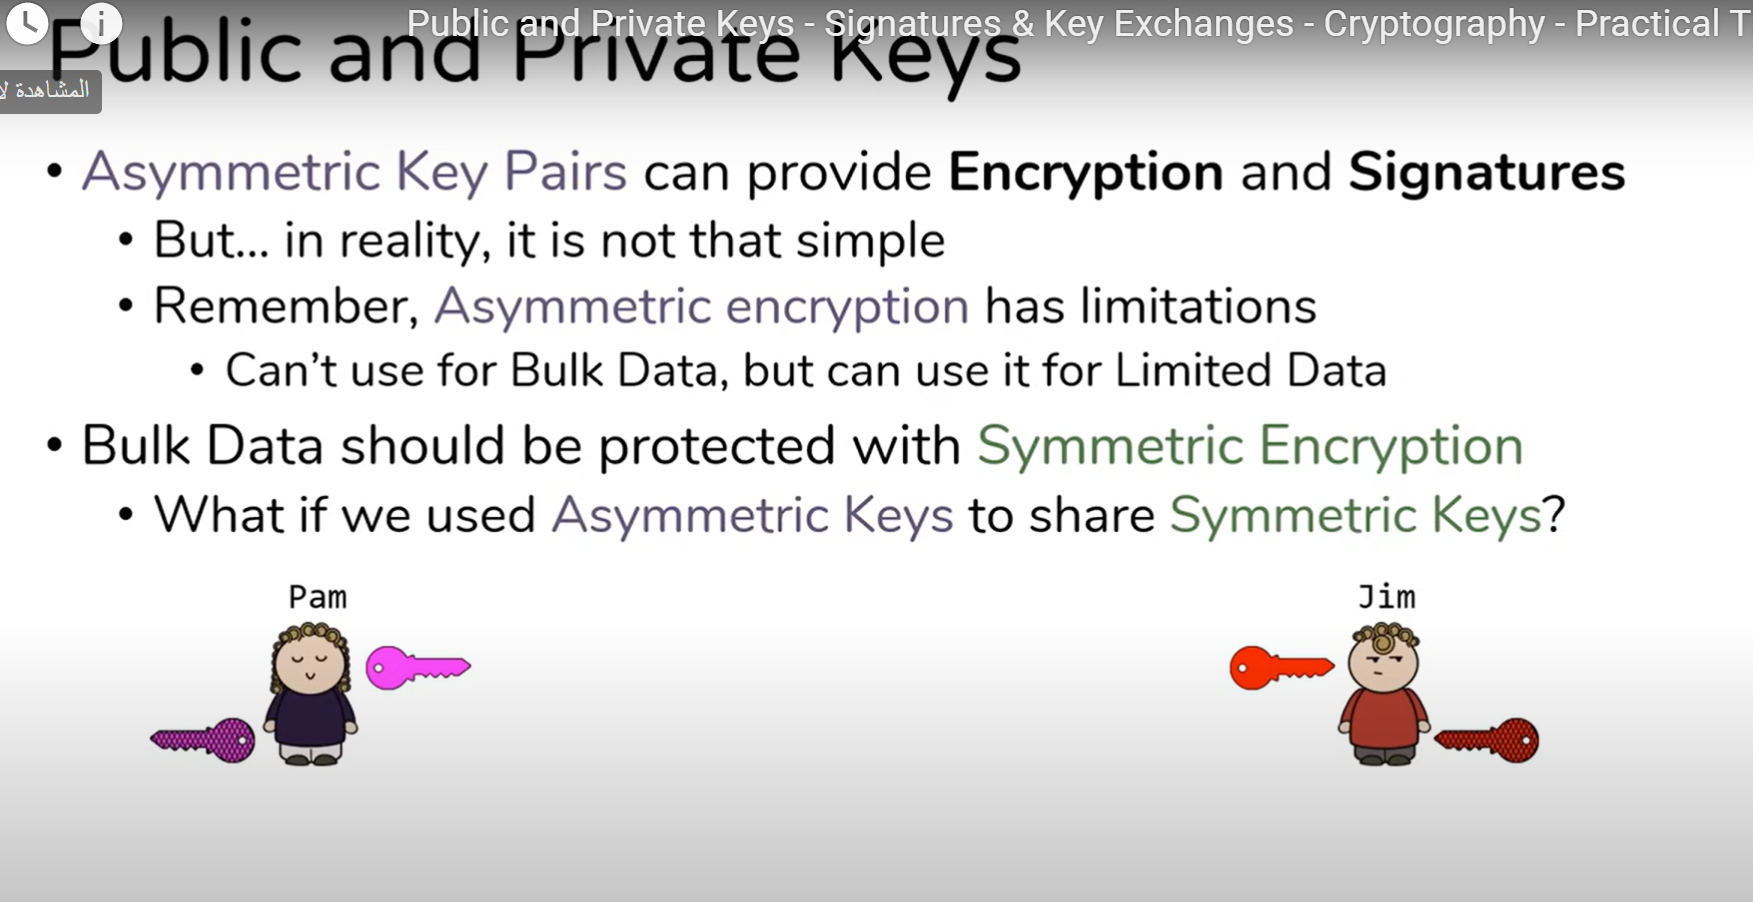 Public and Private Keys - Signatures & Key Exchanges - Cryptography - Practical T
Public and Private Keys
المشاهدة
• Asymmetric Key Pairs can provide Encryption and Signatures
• But... in reality, it is not that simple
• Remember, Asymmetric encryption has limitations
• Can't use for Bulk Data, but can use it for Limited Data
• Bulk Data should be protected with Symmetric Encryption
• What if we used Asymmetric Keys to share Symmetric Keys?
Pam
Jim